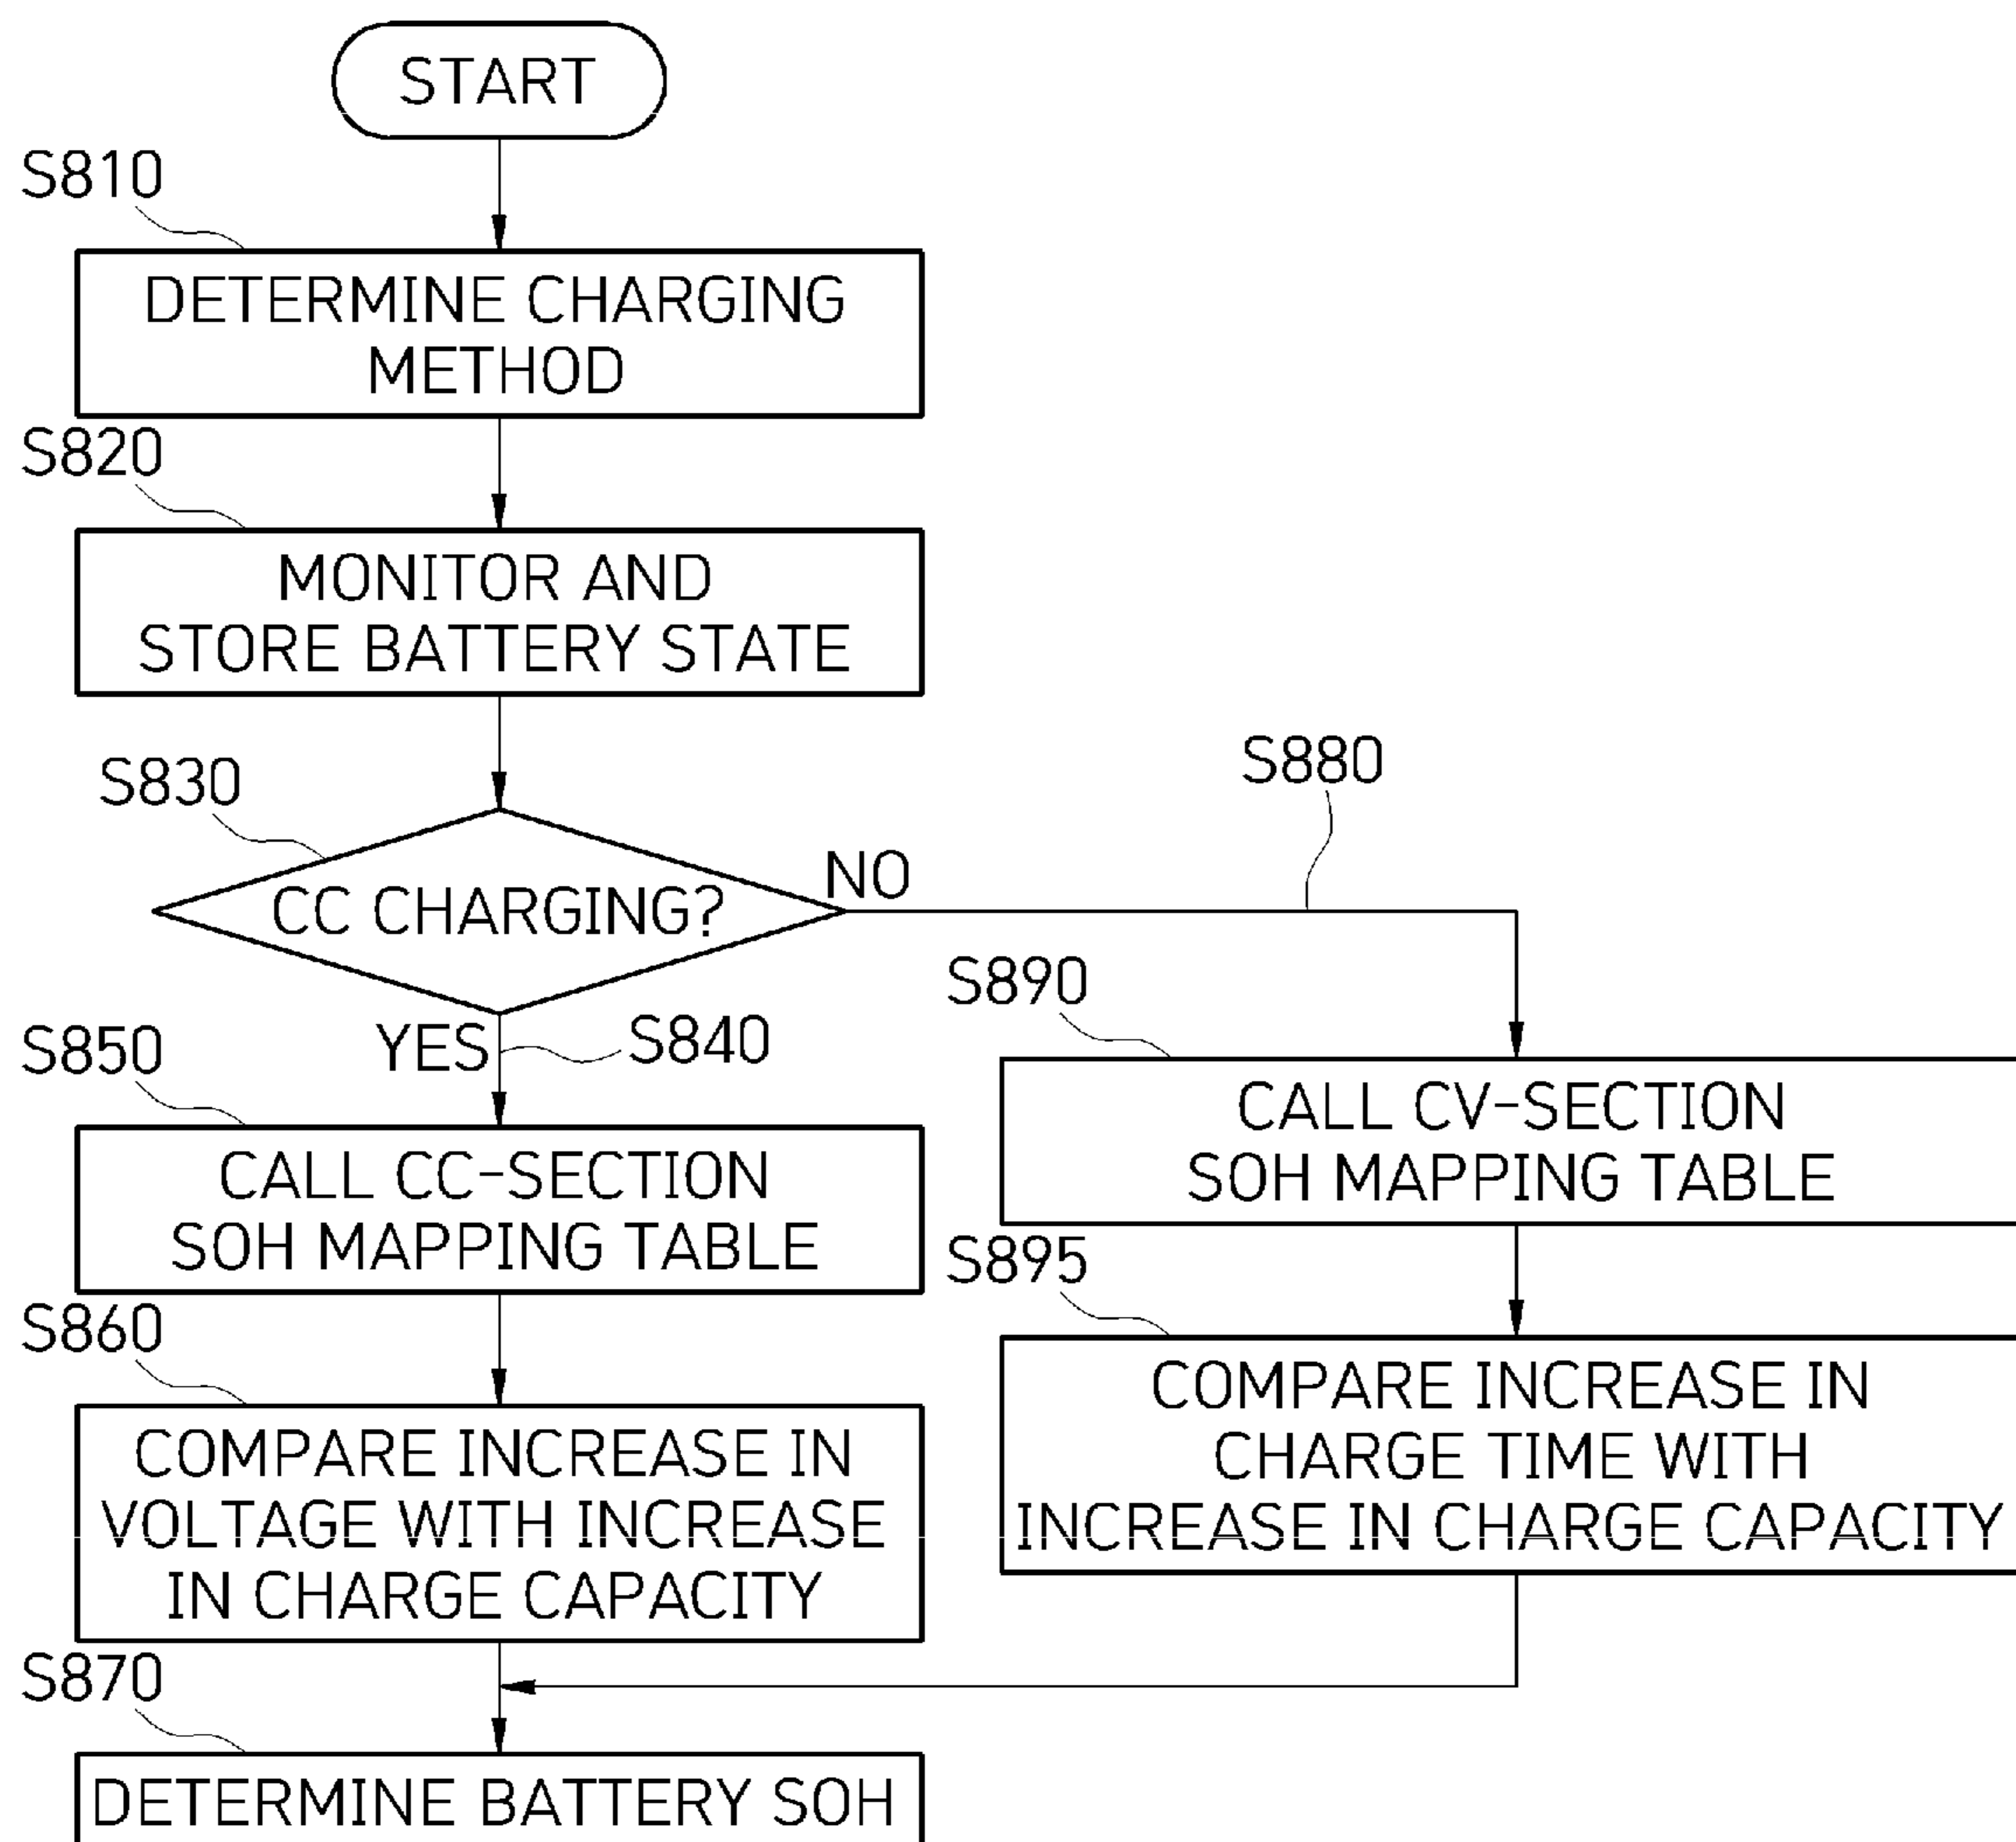 START
S810
DETERMINE CHARGING
METHOD
S820
MONITOR AND
STORE BATTERY STATE
S830
CC CHARGING?
NO
S880
YES
S840
S850
CALL CC-SECTION
SOH MAPPING TABLE
S860
COMPARE INCREASE IN
VOLTAGE WITH INCREASE
IN CHARGE CAPACITY
S890
CALL CV-SECTION
SOH MAPPING TABLE
S895
COMPARE INCREASE IN
CHARGE TIME WITH
INCREASE IN CHARGE CAPACITY
S870
DETERMINE BATTERY SOH